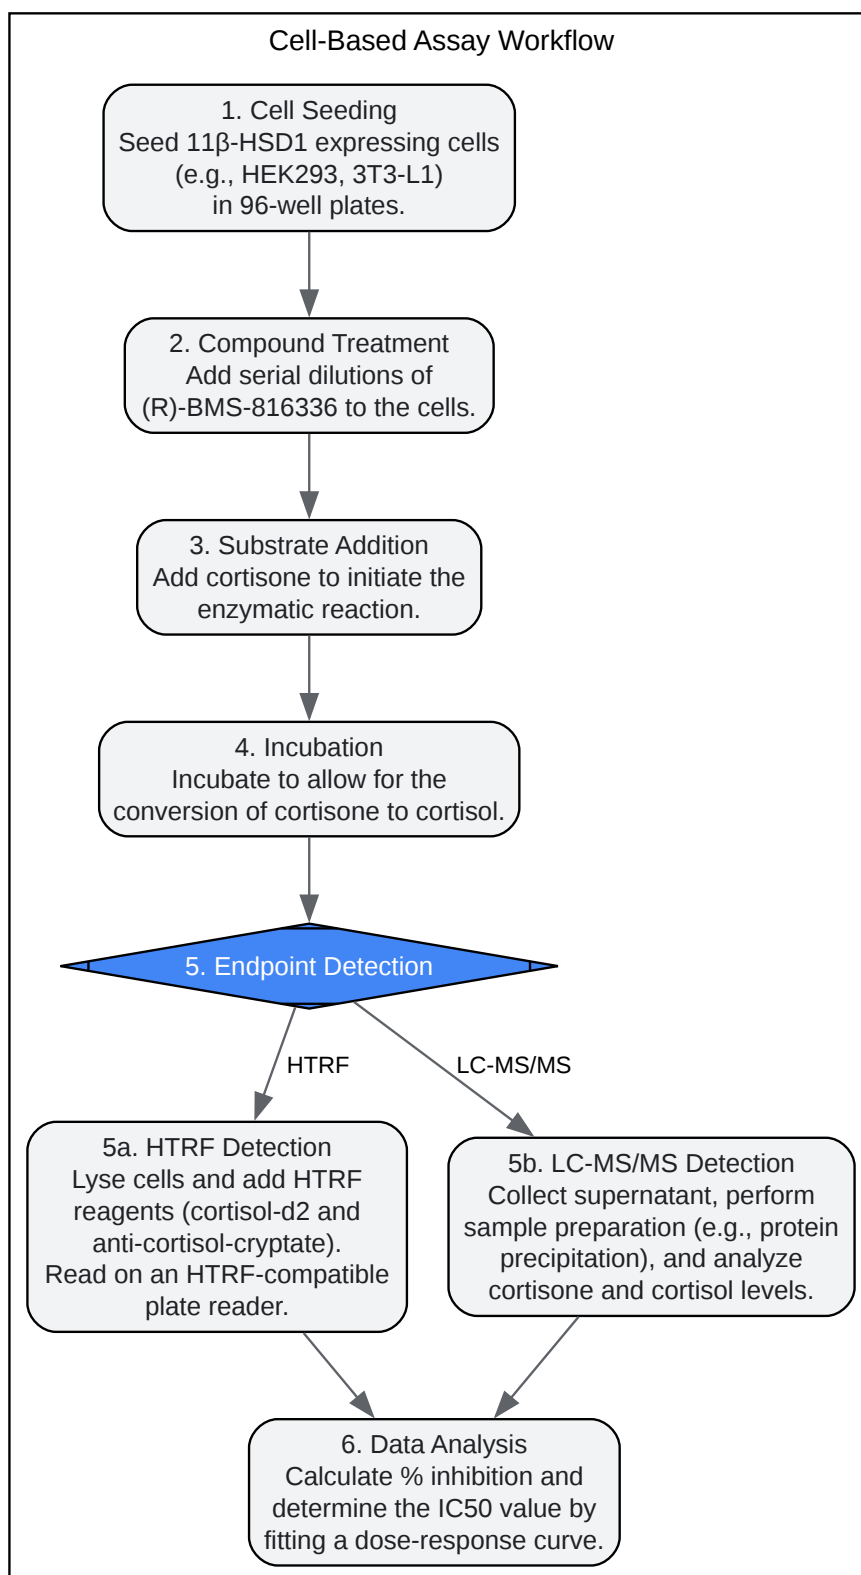 Cell-Based Assay Workflow
1. Cell Seeding
Seed 11β-HSD1 expressing cells
(e.g., HEK293, 3T3-L1)
in 96-well plates.
2. Compound Treatment
Add serial dilutions of
(R)-BMS-816336 to the cells.
3. Substrate Addition
Add cortisone to initiate the
enzymatic reaction.
4. Incubation
Incubate to allow for the
conversion of cortisone to cortisol.
5. Endpoint Detection
HTRF
LC-MS/MS
5a. HTRF Detection
Lyse cells and add HTRF
reagents (cortisol-d2 and
anti-cortisol-cryptate).
Read on an HTRF-compatible
plate reader.
5b. LC-MS/MS Detection
Collect supernatant, perform
sample preparation (e.g., protein
precipitation), and analyze
cortisone and cortisol levels.
6. Data Analysis
Calculate % inhibition and
determine the IC50 value by
fitting a dose-response curve.